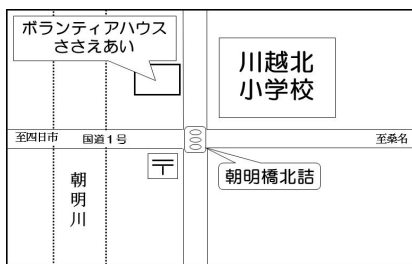 ボランティアハウス
ささえあい
川越北
小学校
至四日市
国道1号
至桑名
〒
朝明橋北詰
朝明川